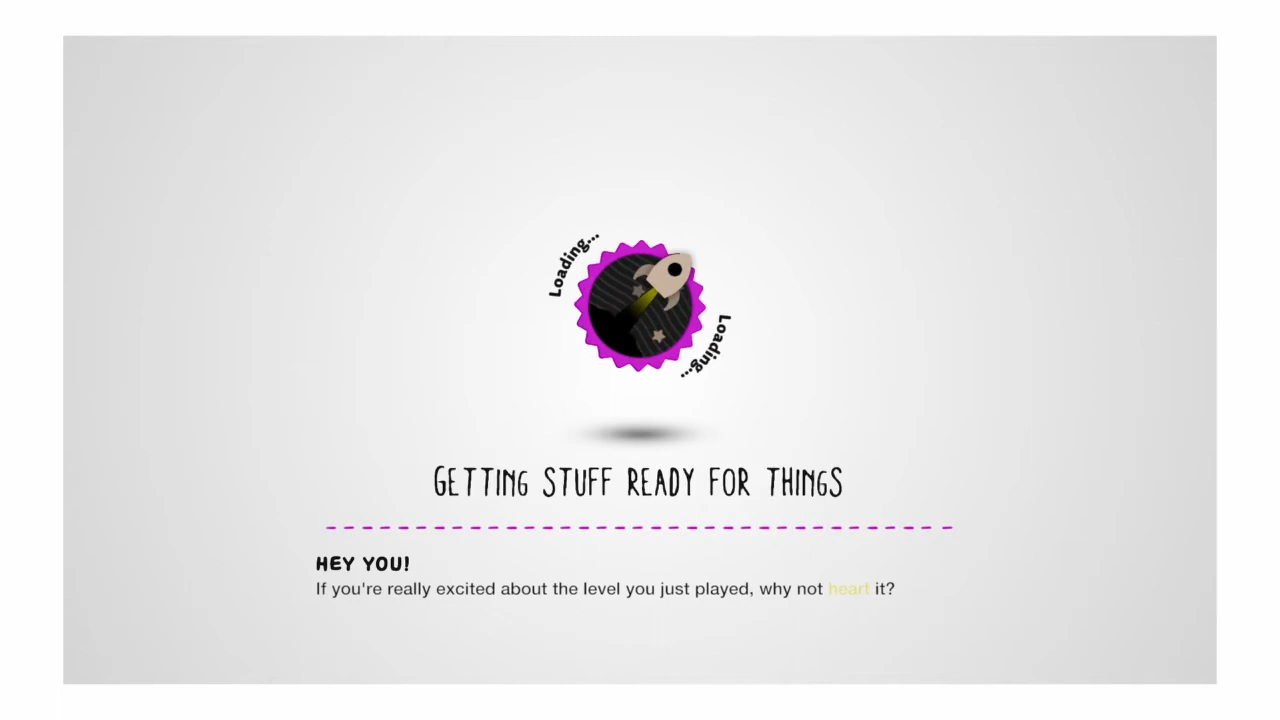 Loading...
Loading...
GETTING STUFF READY FOR THINGS
HEY YOU!
If you're really excited about the level you just played, why not heart it?